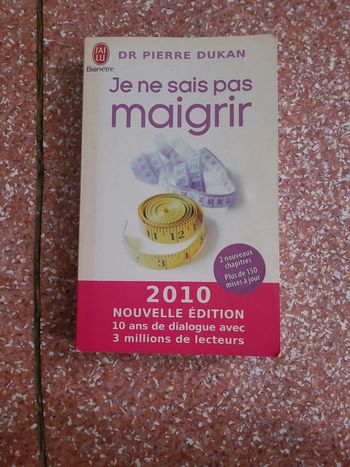 J'AI
LU
Bien-être
DR PIERRE DUKAN
Je ne sais pas
maigrir
2 nouveaux
chapitres
Plus de 150
mises à jour
2010
NOUVELLE ÉDITION
10 ans de dialogue avec
3 millions de lecteurs